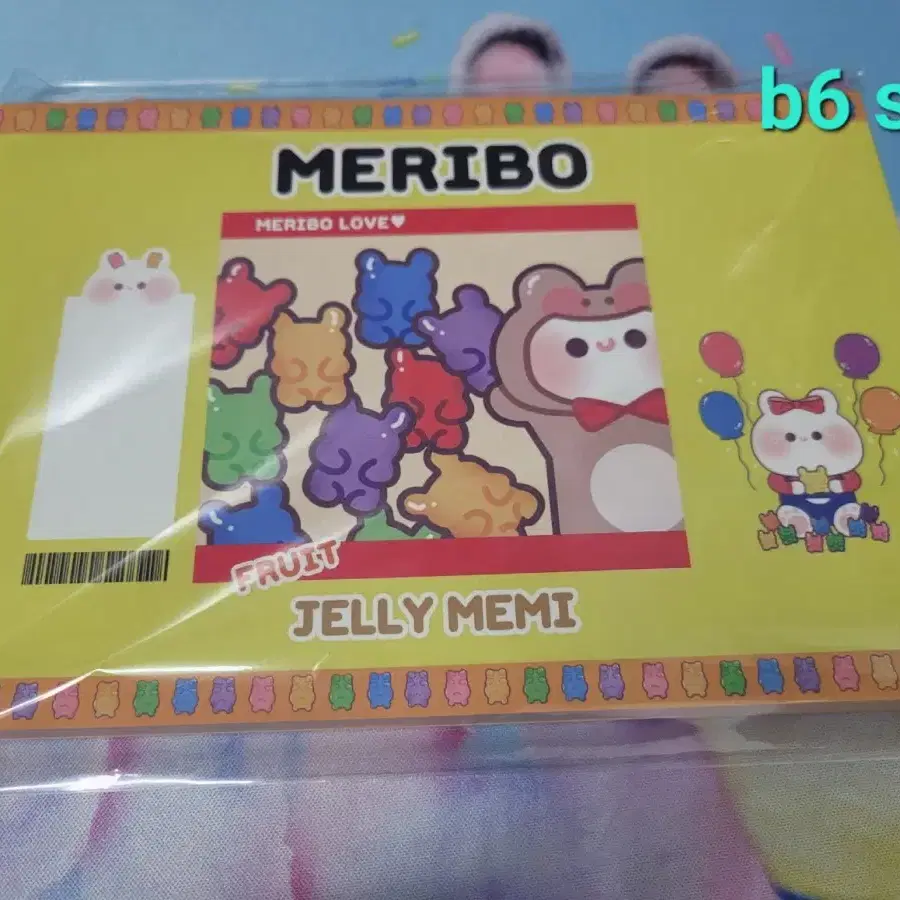 b6 s
MERIBO
MERIBO LOVE♥
FRUIT
JELLY MEMI